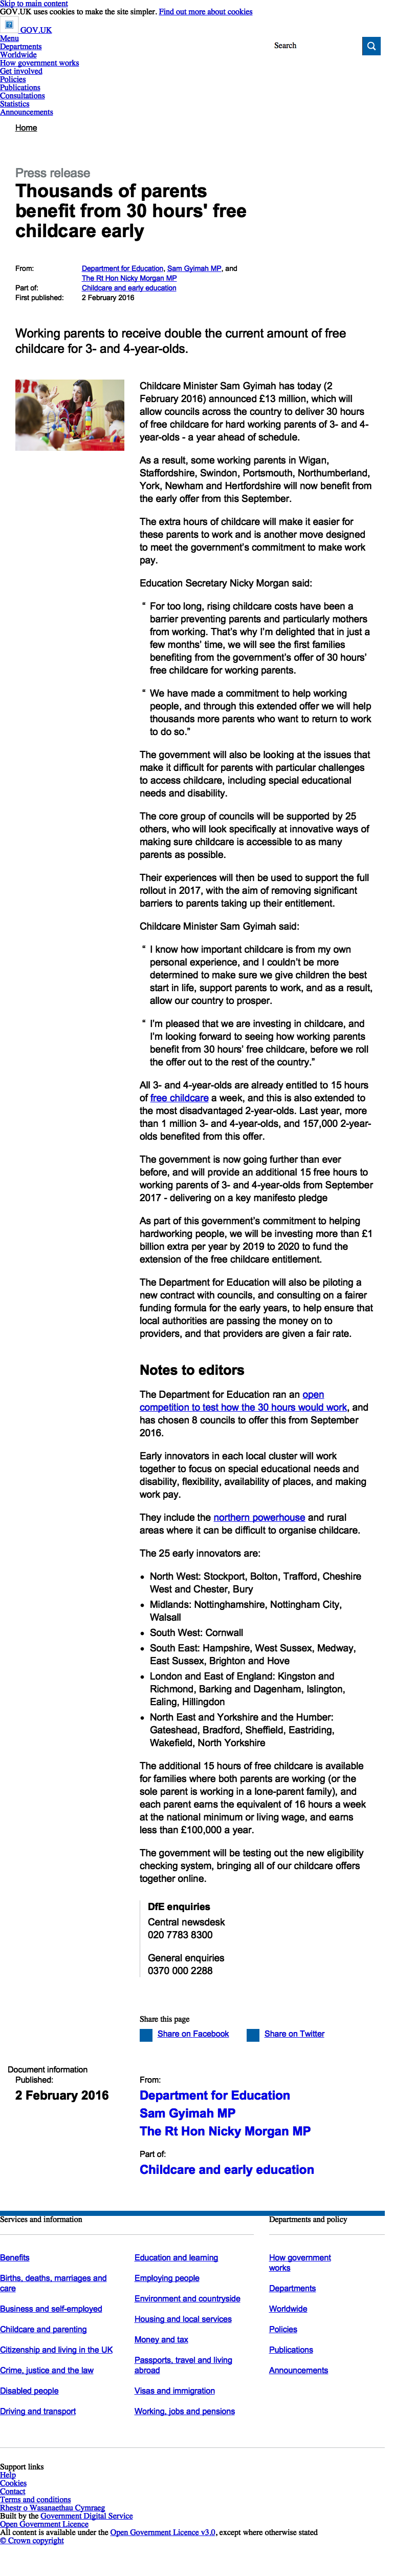 Skip to main content
GOV.UK uses cookies to make the site simpler. Find out more about cookies
GOV.UK
Menu
Search
Departments
Worldwide
How government works
Get involved
Policies
Publications
Consultations
Statistics
Announcements
Home
Press release
Thousands of parents
benefit from 30 hours' free
childcare early
From: Department for Education, Sam Gyimah MP, and
The Rt Hon Nicky Morgan MP
Part of: Childcare and early education
First published: 2 February 2016
Working parents to receive double the current amount of free
childcare for 3- and 4-year-olds.
Childcare Minister Sam Gyimah has today (2
February 2016) announced £13 million, which will
allow councils across the country to deliver 30 hours
of free childcare for hard working parents of 3- and 4-
year-olds - a year ahead of schedule.
As a result, some working parents in Wigan,
Staffordshire, Swindon, Portsmouth, Northumberland,
York, Newham and Hertfordshire will now benefit from
the early offer from this September.
The extra hours of childcare will make it easier for
these parents to work and is another move designed
to meet the government's commitment to make work
pay.
Education Secretary Nicky Morgan said:
“ For too long, rising childcare costs have been a
barrier preventing parents and particularly mothers
from working. That's why I'm delighted that in just a
few months' time, we will see the first families
benefiting from the government's offer of 30 hours'
free childcare for working parents.
“ We have made a commitment to help working
people, and through this extended offer we will help
thousands more parents who want to return to work
to do so.”
The government will also be looking at the issues that
make it difficult for parents with particular challenges
to access childcare, including special educational
needs and disability.
The core group of councils will be supported by 25
others, who will look specifically at innovative ways of
making sure childcare is accessible to as many
parents as possible.
Their experiences will then be used to support the full
rollout in 2017, with the aim of removing significant
barriers to parents taking up their entitlement.
Childcare Minister Sam Gyimah said:
“ I know how important childcare is from my own
personal experience, and I couldn't be more
determined to make sure we give children the best
start in life, support parents to work, and as a result,
allow our country to prosper.
“ I'm pleased that we are investing in childcare, and
I'm looking forward to seeing how working parents
benefit from 30 hours' free childcare, before we roll
the offer out to the rest of the country.”
All 3- and 4-year-olds are already entitled to 15 hours
of free childcare a week, and this is also extended to
the most disadvantaged 2-year-olds. Last year, more
than 1 million 3- and 4-year-olds, and 157,000 2-year-
olds benefited from this offer.
The government is now going further than ever
before, and will provide an additional 15 free hours to
working parents of 3- and 4-year-olds from September
2017 - delivering on a key manifesto pledge
As part of this government's commitment to helping
hardworking people, we will be investing more than £1
billion extra per year by 2019 to 2020 to fund the
extension of the free childcare entitlement.
The Department for Education will also be piloting a
new contract with councils, and consulting on a fairer
funding formula for the early years, to help ensure that
local authorities are passing the money on to
providers, and that providers are given a fair rate.
Notes to editors
The Department for Education ran an open
competition to test how the 30 hours would work, and
has chosen 8 councils to offer this from September
2016.
Early innovators in each local cluster will work
together to focus on special educational needs and
disability, flexibility, availability of places, and making
work pay.
They include the northern powerhouse and rural
areas where it can be difficult to organise childcare.
The 25 early innovators are:
• North West: Stockport, Bolton, Trafford, Cheshire
West and Chester, Bury
• Midlands: Nottinghamshire, Nottingham City,
Walsall
• South West: Cornwall
• South East: Hampshire, West Sussex, Medway,
East Sussex, Brighton and Hove
• London and East of England: Kingston and
Richmond, Barking and Dagenham, Islington,
Ealing, Hillingdon
• North East and Yorkshire and the Humber:
Gateshead, Bradford, Sheffield, Eastriding,
Wakefield, North Yorkshire
The additional 15 hours of free childcare is available
for families where both parents are working (or the
sole parent is working in a lone-parent family), and
each parent earns the equivalent of 16 hours a week
at the national minimum or living wage, and earns
less than £100,000 a year.
The government will be testing out the new eligibility
checking system, bringing all of our childcare offers
together online.
DfE enquiries
Central newsdesk
020 7783 8300
General enquiries
0370 000 2288
Share this page
Share on Facebook Share on Twitter
Document information
Published:
2 February 2016
From:
Department for Education
Sam Gyimah MP
The Rt Hon Nicky Morgan MP
Part of:
Childcare and early education
Services and information
Benefits
Births, deaths, marriages and
care
Business and self-employed
Childcare and parenting
Citizenship and living in the UK
Crime, justice and the law
Disabled people
Driving and transport
Education and learning
Employing people
Environment and countryside
Housing and local services
Money and tax
Passports, travel and living
abroad
Visas and immigration
Working, jobs and pensions
Departments and policy
How government
works
Departments
Worldwide
Policies
Publications
Announcements
Support links
Help
Cookies
Contact
Terms and conditions
Rhestr o Wasanaethau Cymraeg
Built by the Government Digital Service
Open Government Licence
All content is available under the Open Government Licence v3.0, except where otherwise stated
© Crown copyright